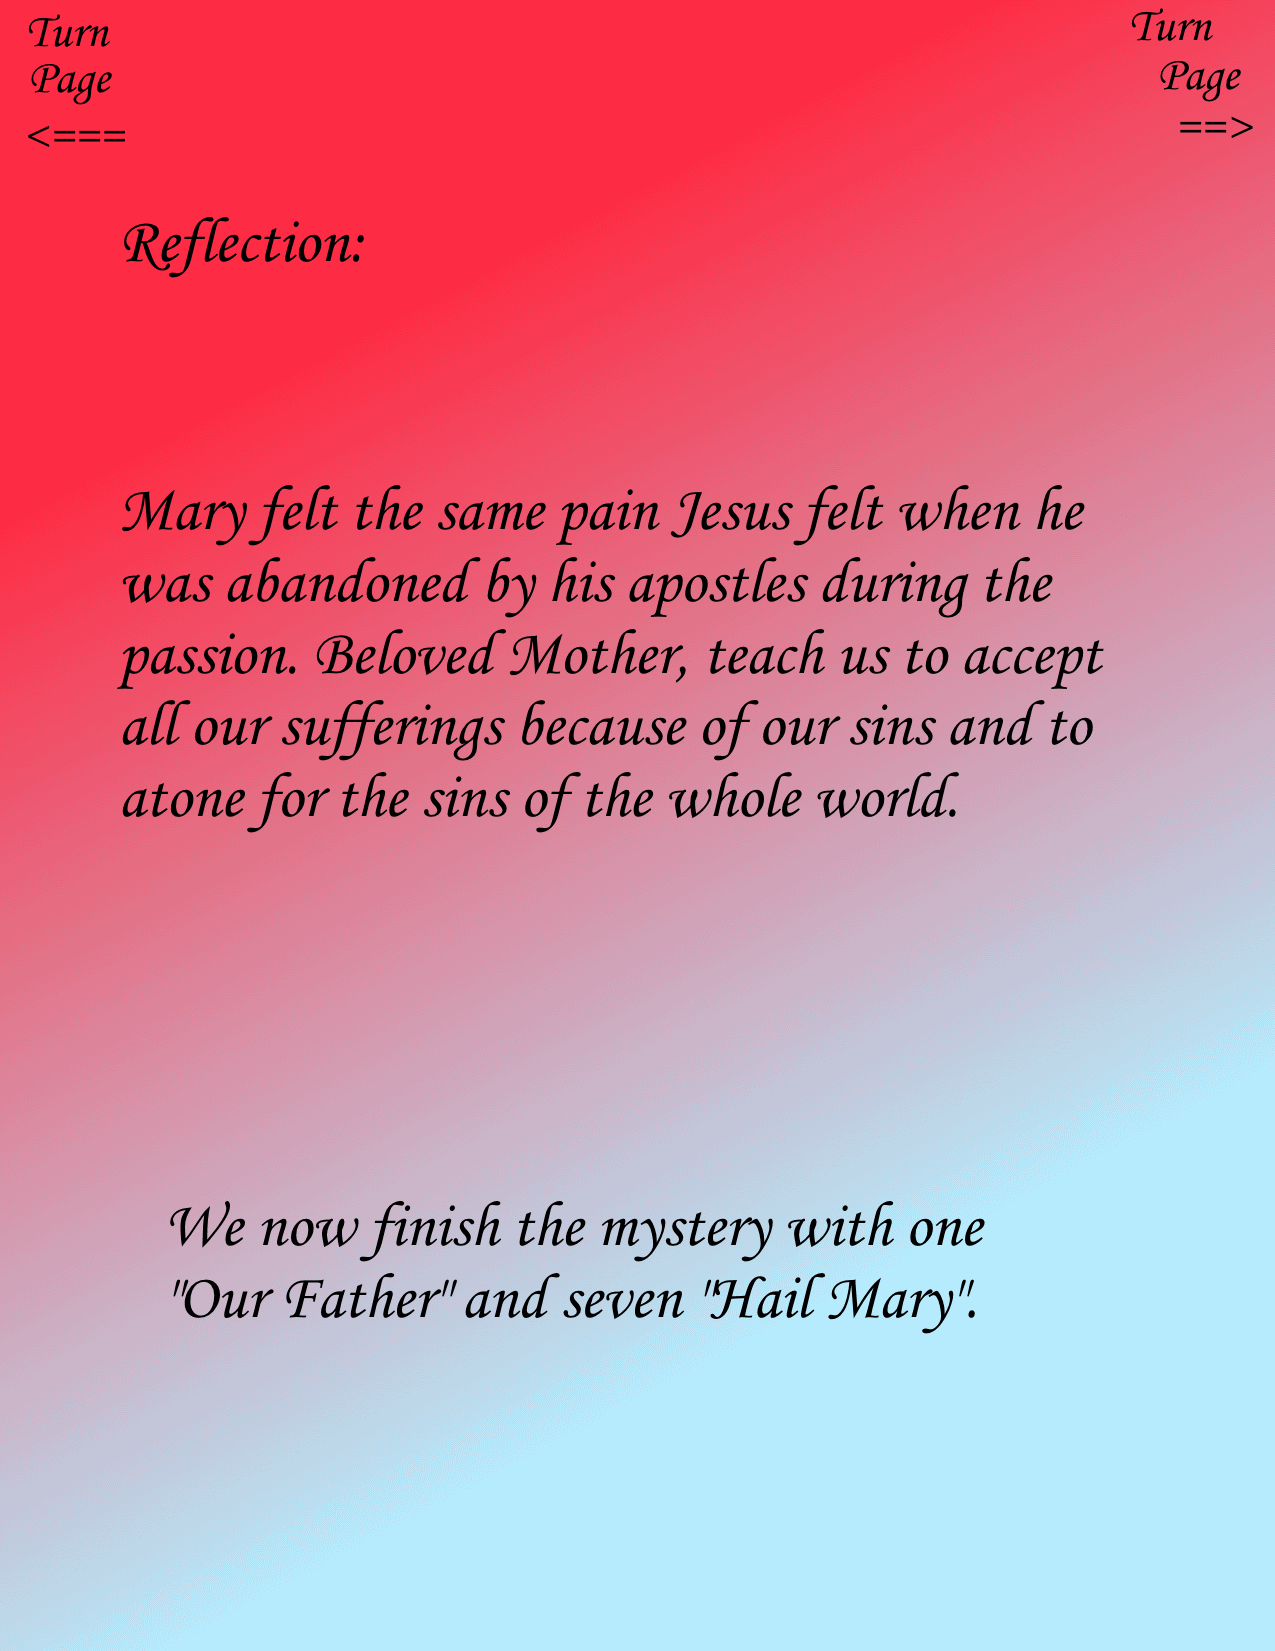 Turn
Page
<===
Turn
Page
==>
Reflection:
Mary felt the same pain Jesus felt when he
was abandoned by his apostles during the
passion. Beloved Mother, teach us to accept
all our sufferings because of our sins and to
atone for the sins of the whole world.
We now finish the mystery with one
"Our Father" and seven "Hail Mary".